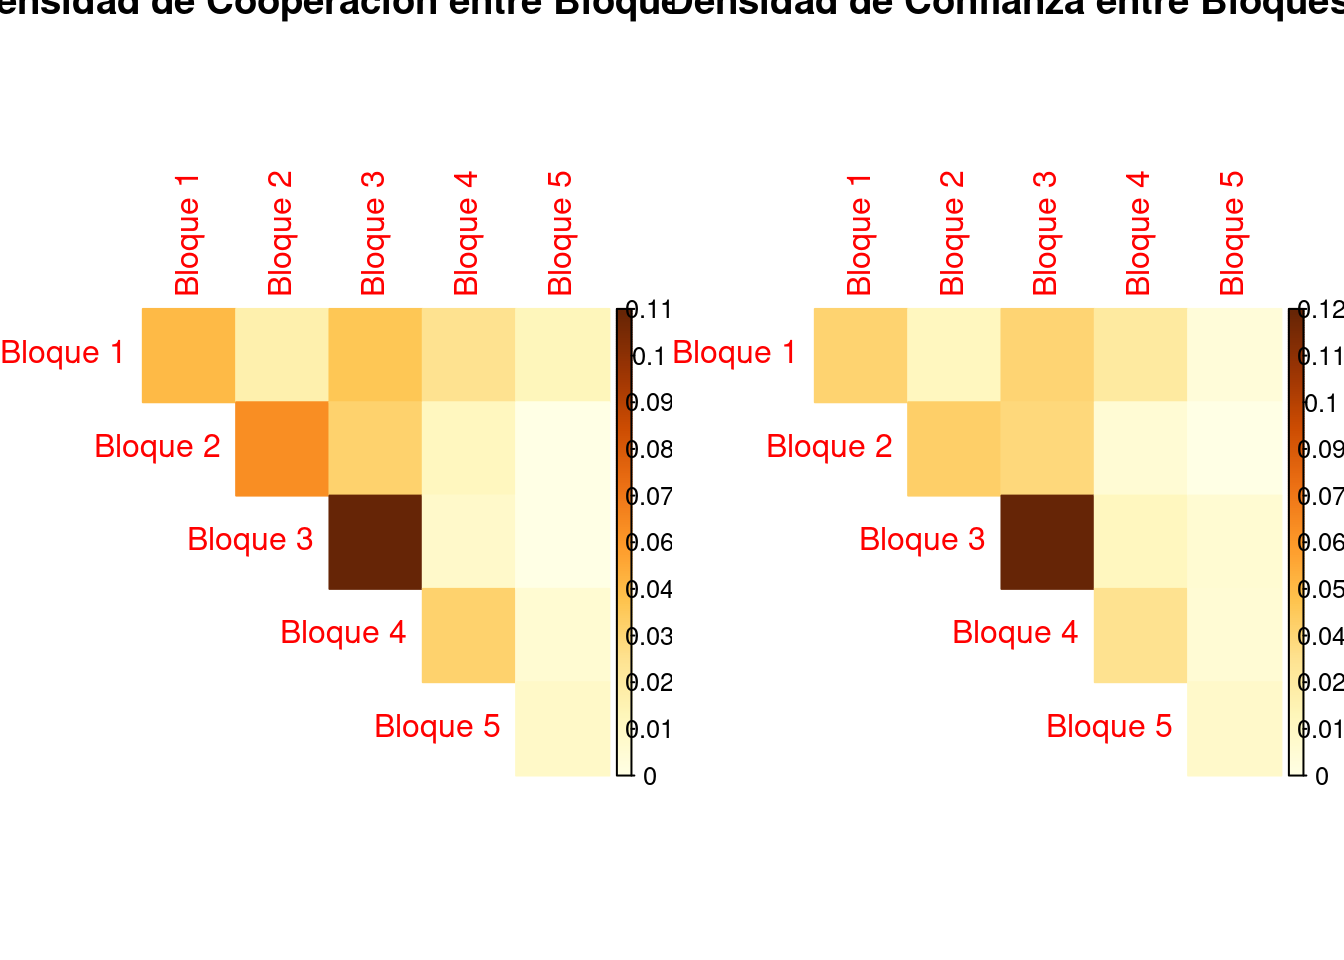 ensidad de Cooperación entre Bloque
Densidad de Confianza entre Bloques
Bloque 1
Bloque 2
Bloque 3
Bloque 4
Bloque 5
Bloque 1
Bloque 2
Bloque 3
Bloque 4
Bloque 5
0.11
0.1
0.09
0.08
0.07
0.06
0.04
0.03
0.02
0.01
0
Bloque 1
Bloque 2
Bloque 3
Bloque 4
Bloque 5
Bloque 1
Bloque 2
Bloque 3
Bloque 4
Bloque 5
0.12
0.11
0.1
0.09
0.07
0.06
0.05
0.04
0.02
0.01
0